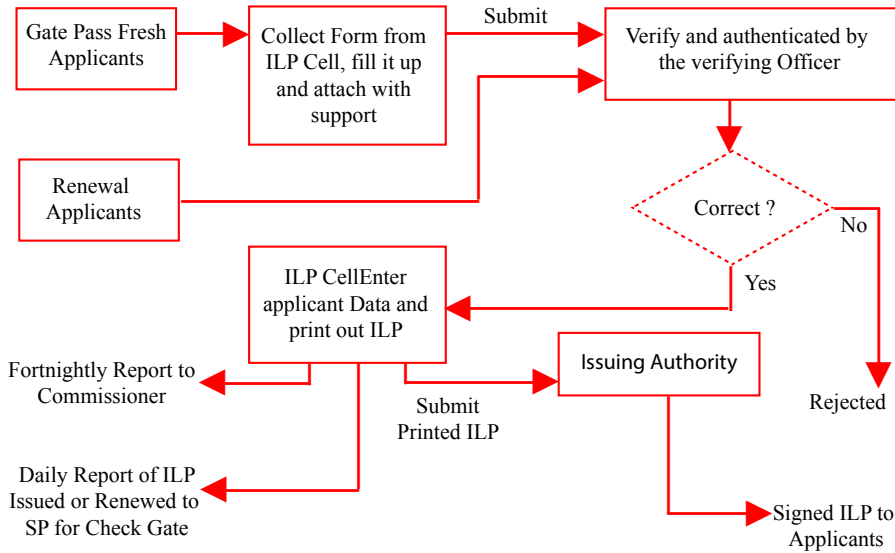 Gate Pass Fresh
Applicants
Collect Form from
ILP Cell, fill it up
and attach with
support
Submit
Verify and authenticated by
the verifying Officer
Renewal
Applicants
Correct ?
No
Yes
ILP CellEnter
applicant Data and
print out ILP
Issuing Authority
Fortnightly Report to
Commissioner
Submit
Printed ILP
Rejected
Daily Report of ILP
Issued or Renewed to
SP for Check Gate
Signed ILP to
Applicants